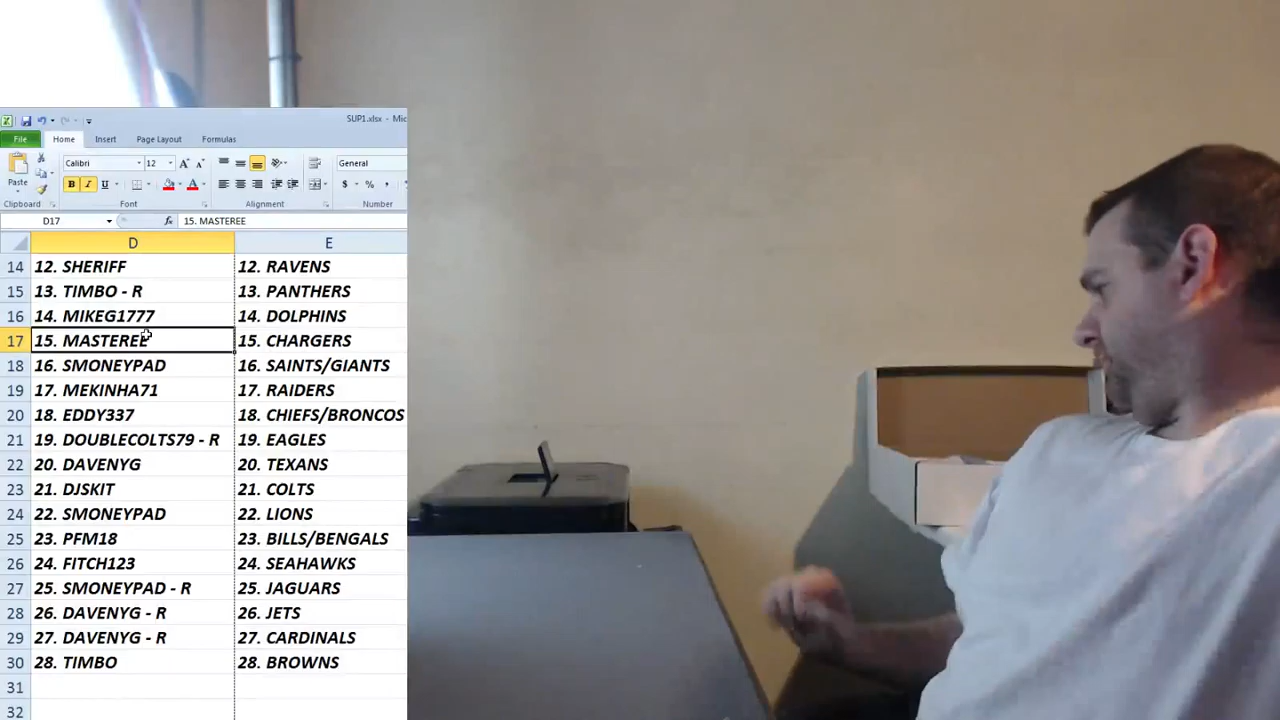 SUP1.xlsx - Mic
File Home Insert Page Layout Formulas
Calibri 12 A A General
Paste B I U A $ % ,
Clipboard Font Alignment Number
D17 fx 15. MASTEREE
D E
14 12. SHERIFF 12. RAVENS
15 13. TIMBO - R 13. PANTHERS
16 14. MIKEG1777 14. DOLPHINS
17 15. MASTEREE 15. CHARGERS
18 16. SMONEYPAD 16. SAINTS/GIANTS
19 17. MEKINHA71 17. RAIDERS
20 18. EDDY337 18. CHIEFS/BRONCOS
21 19. DOUBLECOLTS79 - R 19. EAGLES
22 20. DAVENYG 20. TEXANS
23 21. DJSKIT 21. COLTS
24 22. SMONEYPAD 22. LIONS
25 23. PFM18 23. BILLS/BENGALS
26 24. FITCH123 24. SEAHAWKS
27 25. SMONEYPAD - R 25. JAGUARS
28 26. DAVENYG - R 26. JETS
29 27. DAVENYG - R 27. CARDINALS
30 28. TIMBO 28. BROWNS
31
32